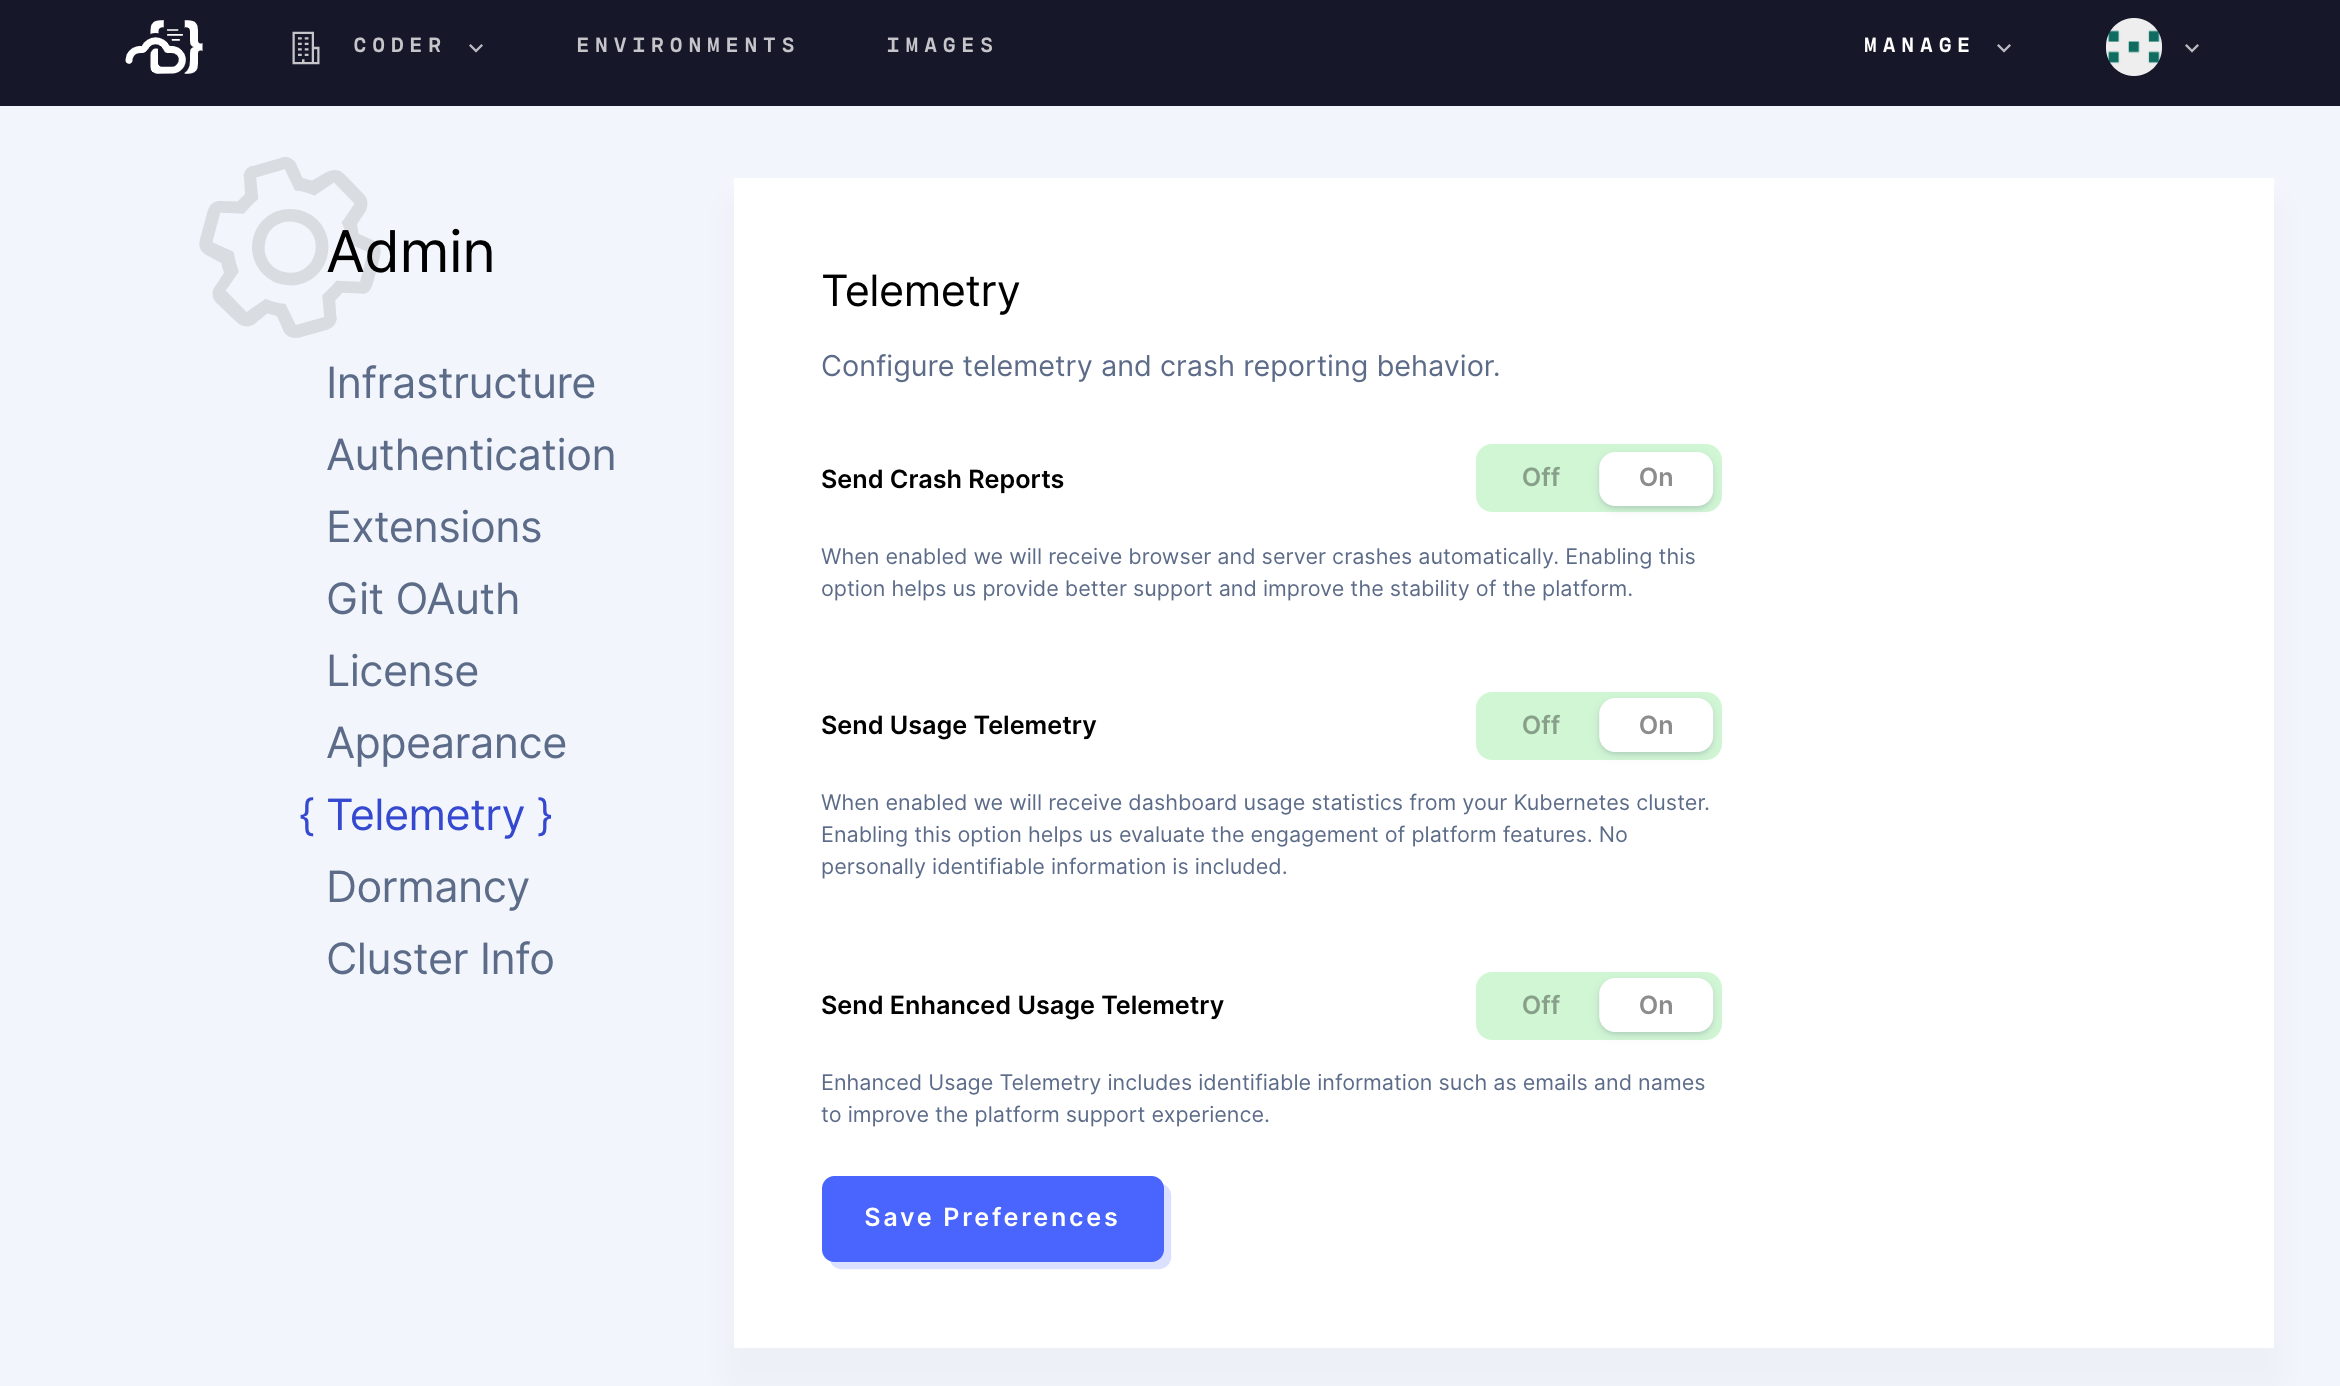 CODER
ENVIRONMENTS
IMAGES
MANAGE
Admin
Infrastructure
Authentication
Extensions
Git OAuth
License
Appearance
{ Telemetry }
Dormancy
Cluster Info
Telemetry
Configure telemetry and crash reporting behavior.
Send Crash Reports
Off On
When enabled we will receive browser and server crashes automatically. Enabling this
option helps us provide better support and improve the stability of the platform.
Send Usage Telemetry
Off On
When enabled we will receive dashboard usage statistics from your Kubernetes cluster.
Enabling this option helps us evaluate the engagement of platform features. No
personally identifiable information is included.
Send Enhanced Usage Telemetry
Off On
Enhanced Usage Telemetry includes identifiable information such as emails and names
to improve the platform support experience.
Save Preferences